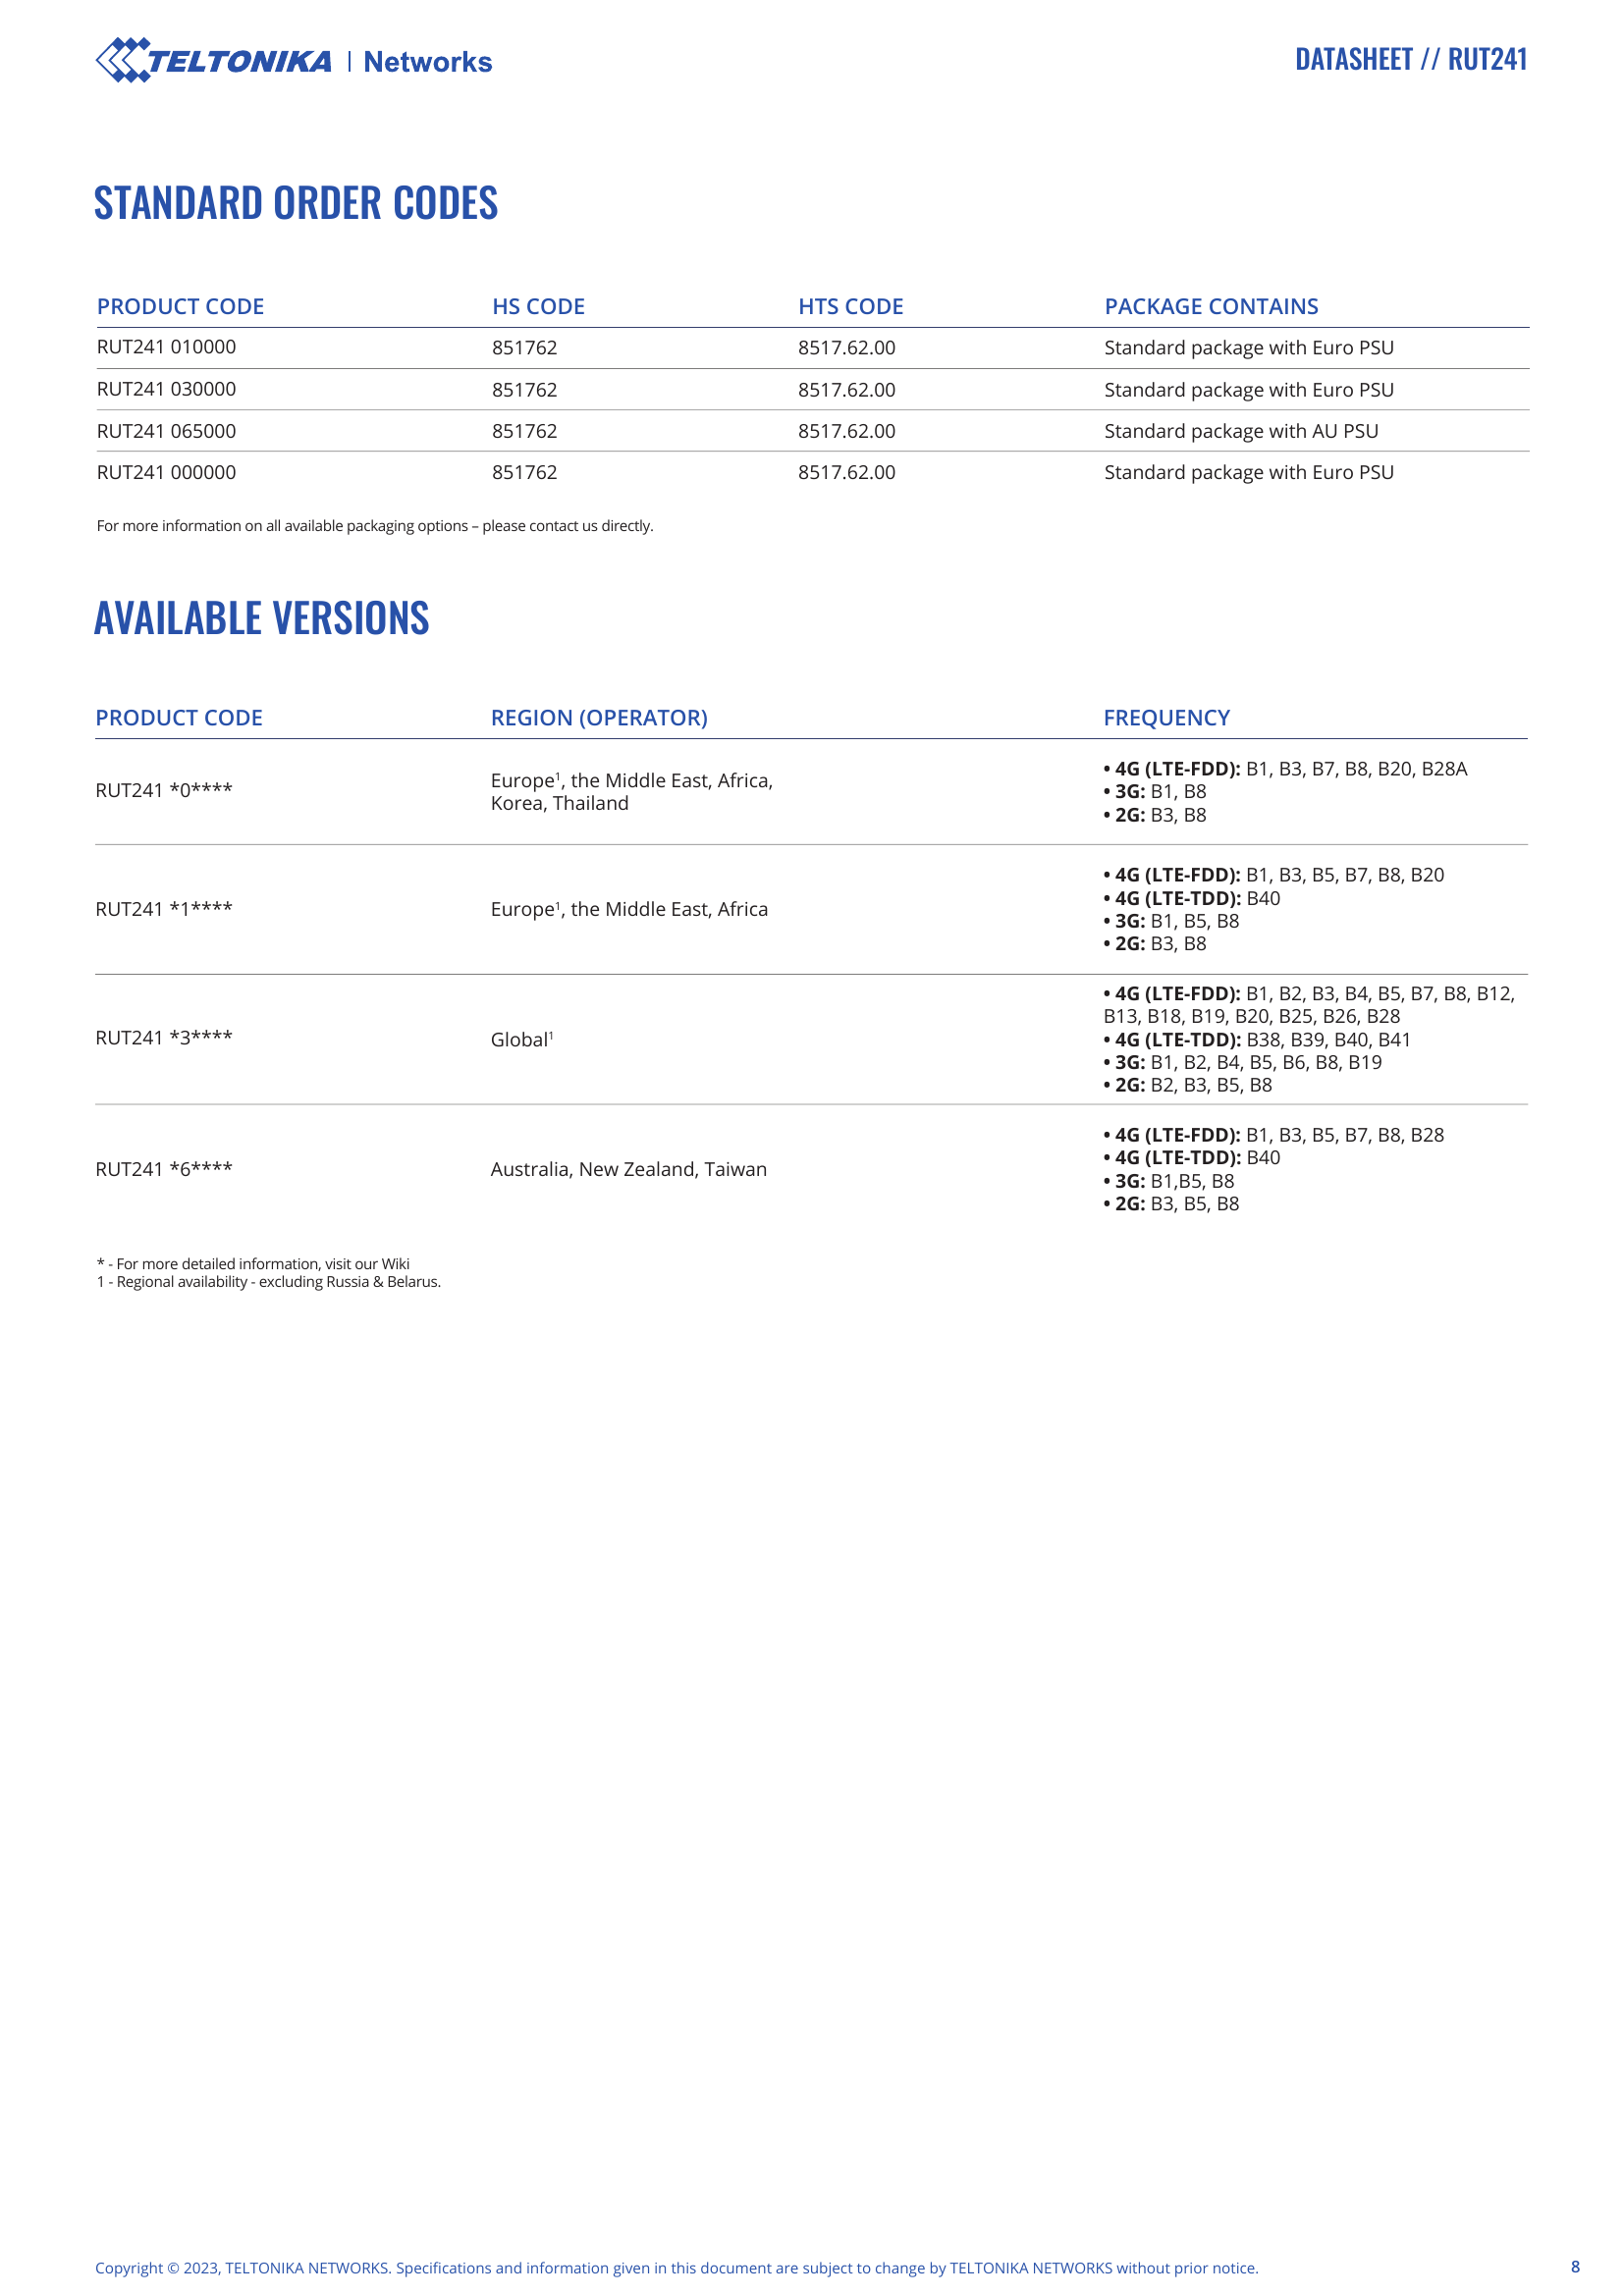 TELTONIKA | Networks
DATASHEET // RUT241
STANDARD ORDER CODES
PRODUCT CODE HS CODE HTS CODE PACKAGE CONTAINS
RUT241 010000 851762 8517.62.00 Standard package with Euro PSU
RUT241 030000 851762 8517.62.00 Standard package with Euro PSU
RUT241 065000 851762 8517.62.00 Standard package with AU PSU
RUT241 000000 851762 8517.62.00 Standard package with Euro PSU
For more information on all available packaging options – please contact us directly.
AVAILABLE VERSIONS
PRODUCT CODE REGION (OPERATOR) FREQUENCY
RUT241 *0****
Europe¹, the Middle East, Africa,
Korea, Thailand
• 4G (LTE-FDD): B1, B3, B7, B8, B20, B28A
• 3G: B1, B8
• 2G: B3, B8
RUT241 *1****
Europe¹, the Middle East, Africa
• 4G (LTE-FDD): B1, B3, B5, B7, B8, B20
• 4G (LTE-TDD): B40
• 3G: B1, B5, B8
• 2G: B3, B8
RUT241 *3****
Global¹
• 4G (LTE-FDD): B1, B2, B3, B4, B5, B7, B8, B12,
B13, B18, B19, B20, B25, B26, B28
• 4G (LTE-TDD): B38, B39, B40, B41
• 3G: B1, B2, B4, B5, B6, B8, B19
• 2G: B2, B3, B5, B8
RUT241 *6****
Australia, New Zealand, Taiwan
• 4G (LTE-FDD): B1, B3, B5, B7, B8, B28
• 4G (LTE-TDD): B40
• 3G: B1,B5, B8
• 2G: B3, B5, B8
* - For more detailed information, visit our Wiki
1 - Regional availability - excluding Russia & Belarus.
Copyright © 2023, TELTONIKA NETWORKS. Specifications and information given in this document are subject to change by TELTONIKA NETWORKS without prior notice.
8